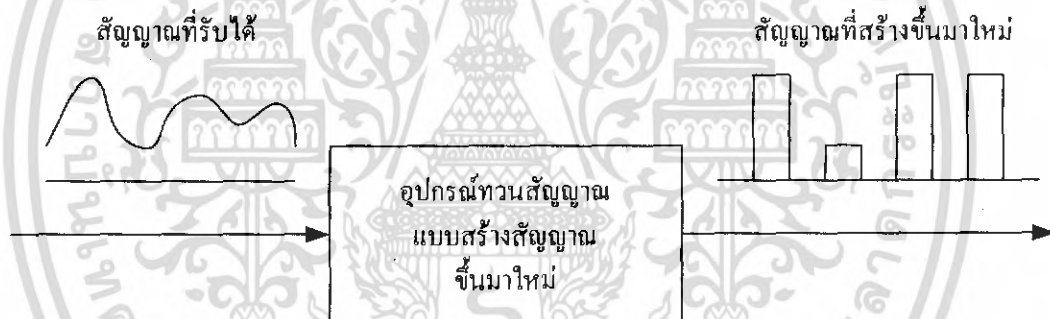 สัญญาณที่รับได้
สัญญาณที่สร้างขึ้นมาใหม่
อุปกรณ์ทวนสัญญาณ
แบบสร้างสัญญาณ
ขึ้นมาใหม่